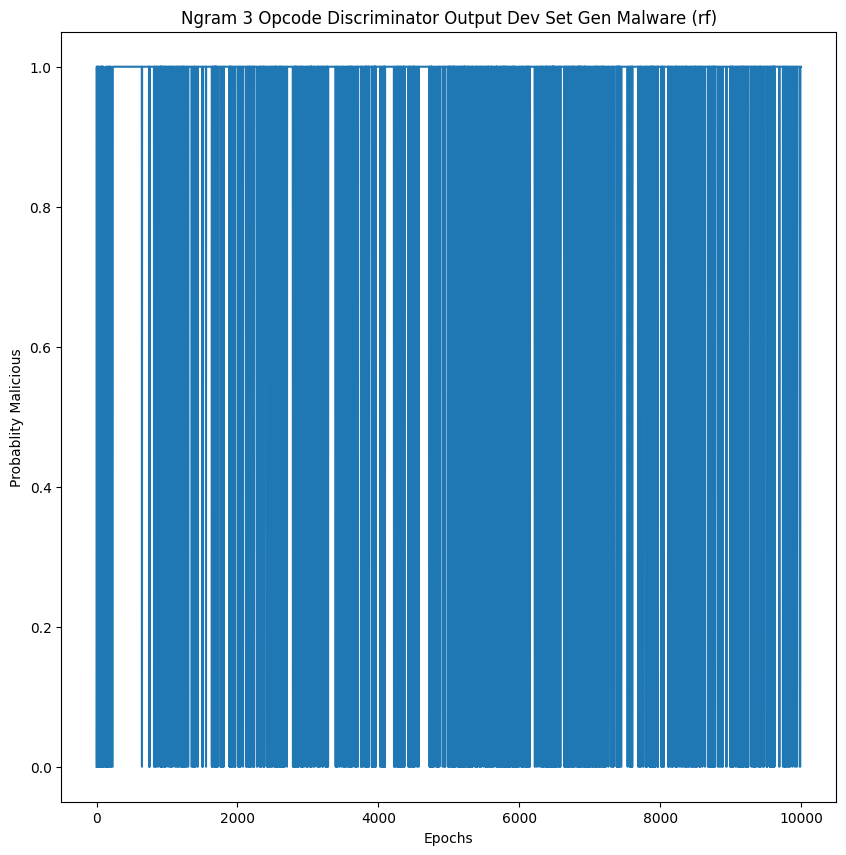 Ngram 3 Opcode Discriminator Output Dev Set Gen Malware (rf)
1.0
0.8
0.6
0.4
0.2
0.0
Probablity Malicious
0 2000 4000 6000 8000 10000
Epochs